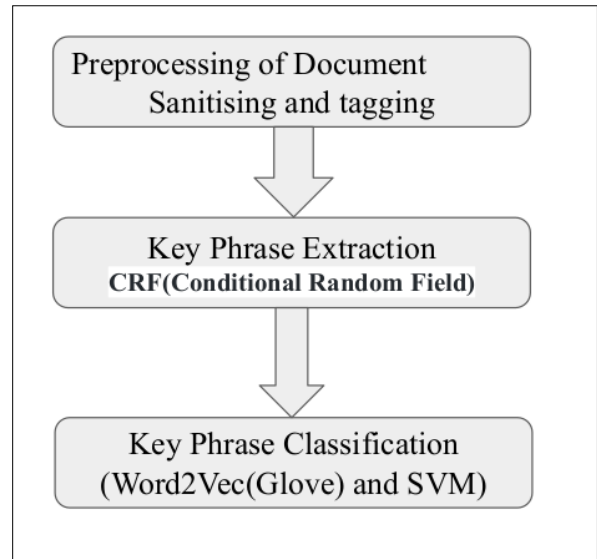 Preprocessing of Document
Sanitising and tagging
Key Phrase Extraction
CRF(Conditional Random Field)
Key Phrase Classification
(Word2Vec(Glove) and SVM)